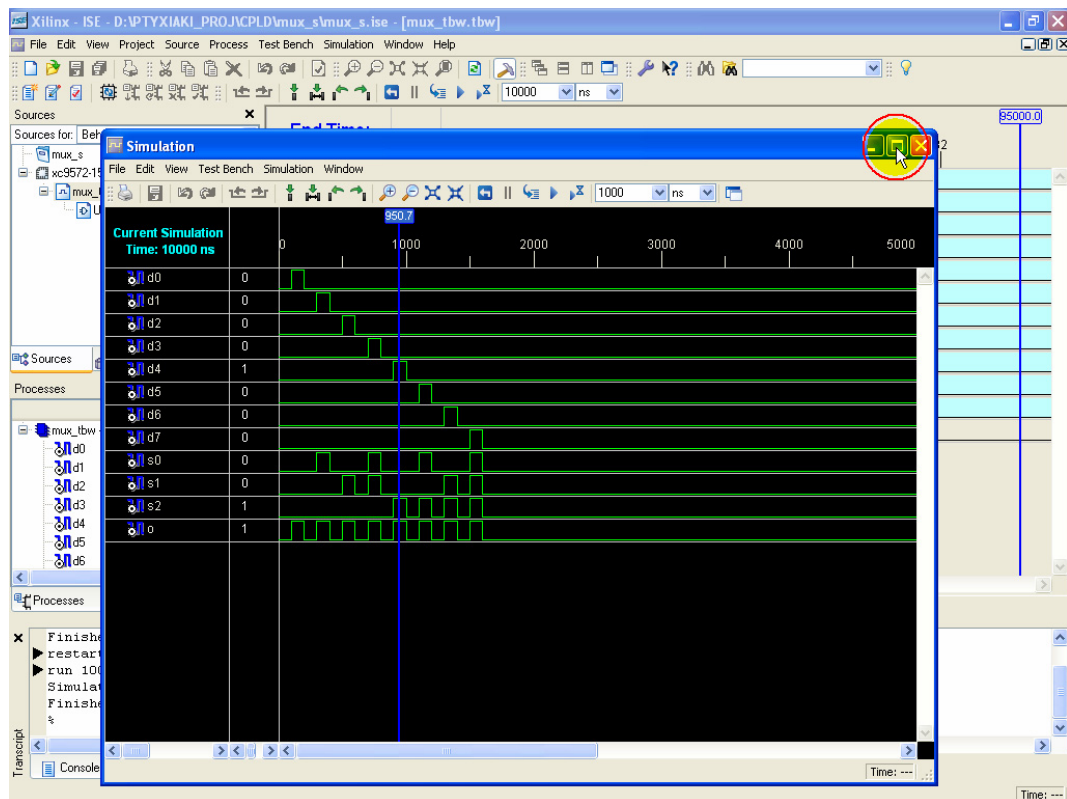 Xilinx - ISE - D:\PTYXIAKI_PROJ\CPLD\mux_s\mux_s.ise - [mux_tbw.tbw]
File Edit View Project Source Process Test Bench Simulation Window Help
10000 ns
Sources
Sources for: Beh
mux_s
xc9572-15
mux_
U
Sources
End Time:
95000.0
Simulation
File Edit View Test Bench Simulation Window
1000 ns
950.7
Current Simulation
Time: 10000 ns
0 1000 2000 3000 4000 5000
d0 0
d1 0
d2 0
d3 0
d4 1
d5 0
d6 0
d7 0
s0 0
s1 0
s2 1
o 1
Time: ---
Processes
mux_tbw
d0
d1
d2
d3
d4
d5
d6
Processes
Finishe
restart
run 100
Simulat
Finishe
%
Transcript
Console
Time: ---